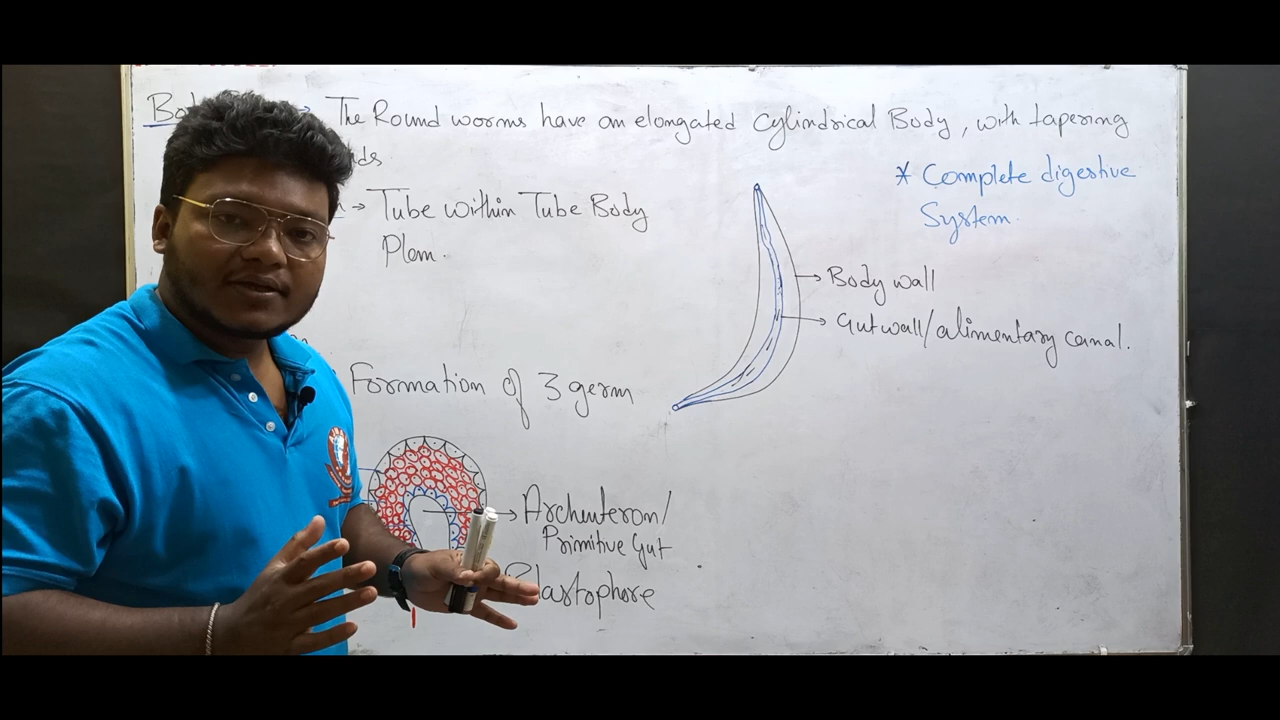 The Round worms have an elongated Cylindrical Body, with tapering
* Complete digestive
System.
→ Tube within Tube Body
Plan.
→ Body wall
→ Gut wall/alimentary canal.
Formation of 3 germ
→ Archenteron/
Primitive Gut
Blastophore